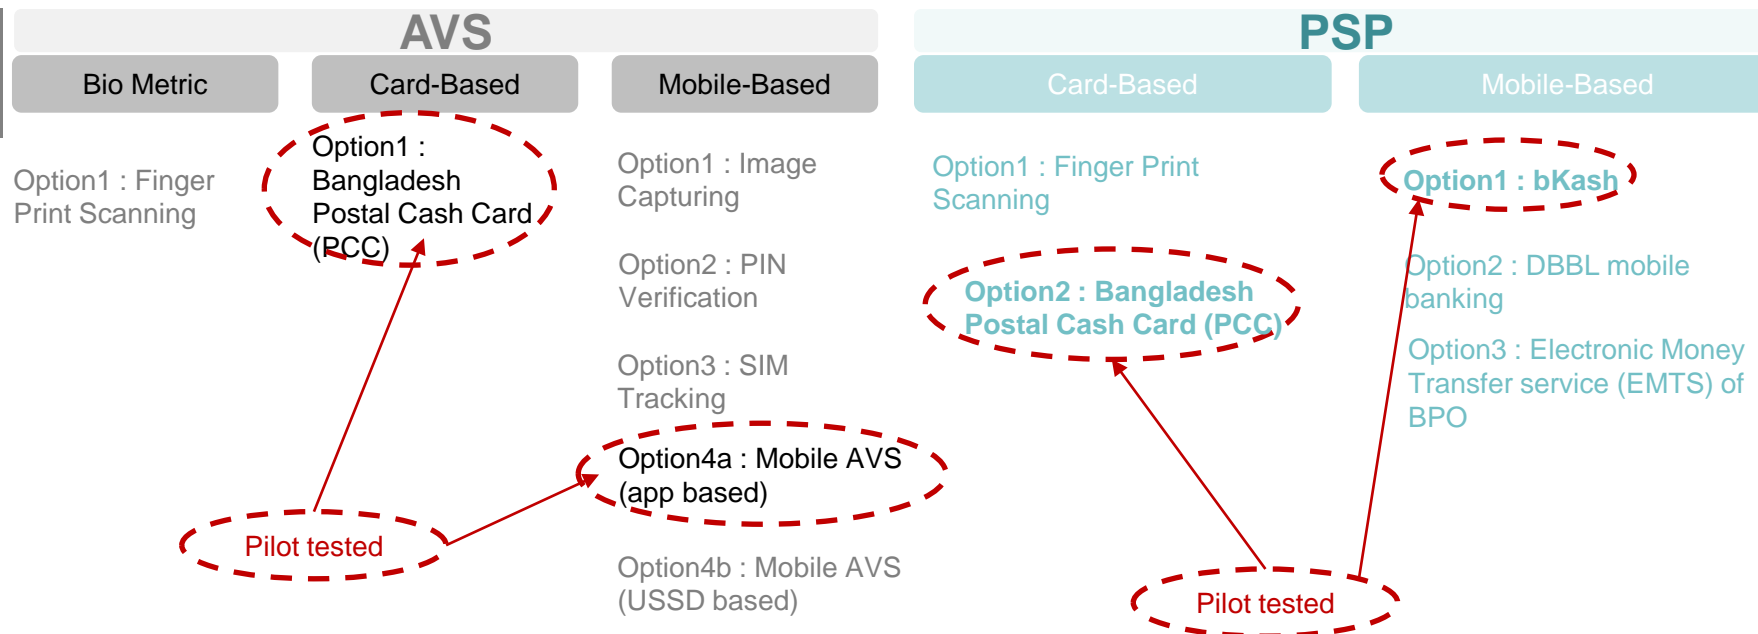 AVS
PSP
Bio Metric
Card-Based
Mobile-Based
Card-Based
Mobile-Based
Option1 : Finger
Print Scanning
Option1 :
Bangladesh
Postal Cash Card
(PCC)
Option1 : Image
Capturing
Option2 : PIN
Verification
Option3 : SIM
Tracking
Option4a : Mobile AVS
(app based)
Option4b : Mobile AVS
(USSD based)
Pilot tested
Option1 : Finger Print
Scanning
Option2 : Bangladesh
Postal Cash Card (PCC)
Option1 : bKash
Option2 : DBBL mobile
banking
Option3 : Electronic Money
Transfer service (EMTS) of
BPO
Pilot tested